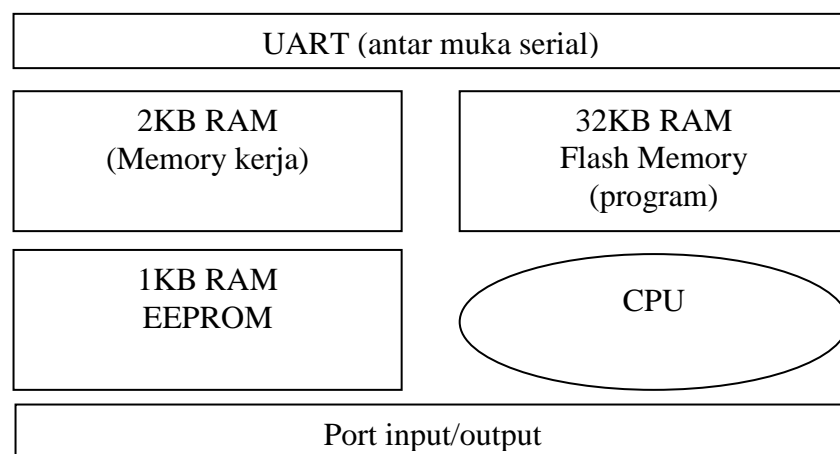 UART (antar muka serial)
2KB RAM
(Memory kerja)
32KB RAM
Flash Memory
(program)
1KB RAM
EEPROM
CPU
Port input/output